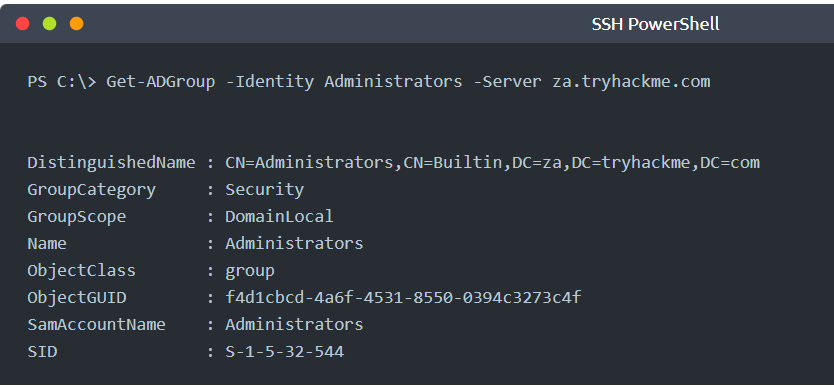 SSH PowerShell
PS C:\> Get-ADGroup -Identity Administrators -Server za.tryhackme.com
DistinguishedName : CN=Administrators,CN=Builtin,DC=za,DC=tryhackme,DC=com
GroupCategory     : Security
GroupScope        : DomainLocal
Name              : Administrators
ObjectClass       : group
ObjectGUID        : f4d1cbcd-4a6f-4531-8550-0394c3273c4f
SamAccountName    : Administrators
SID               : S-1-5-32-544